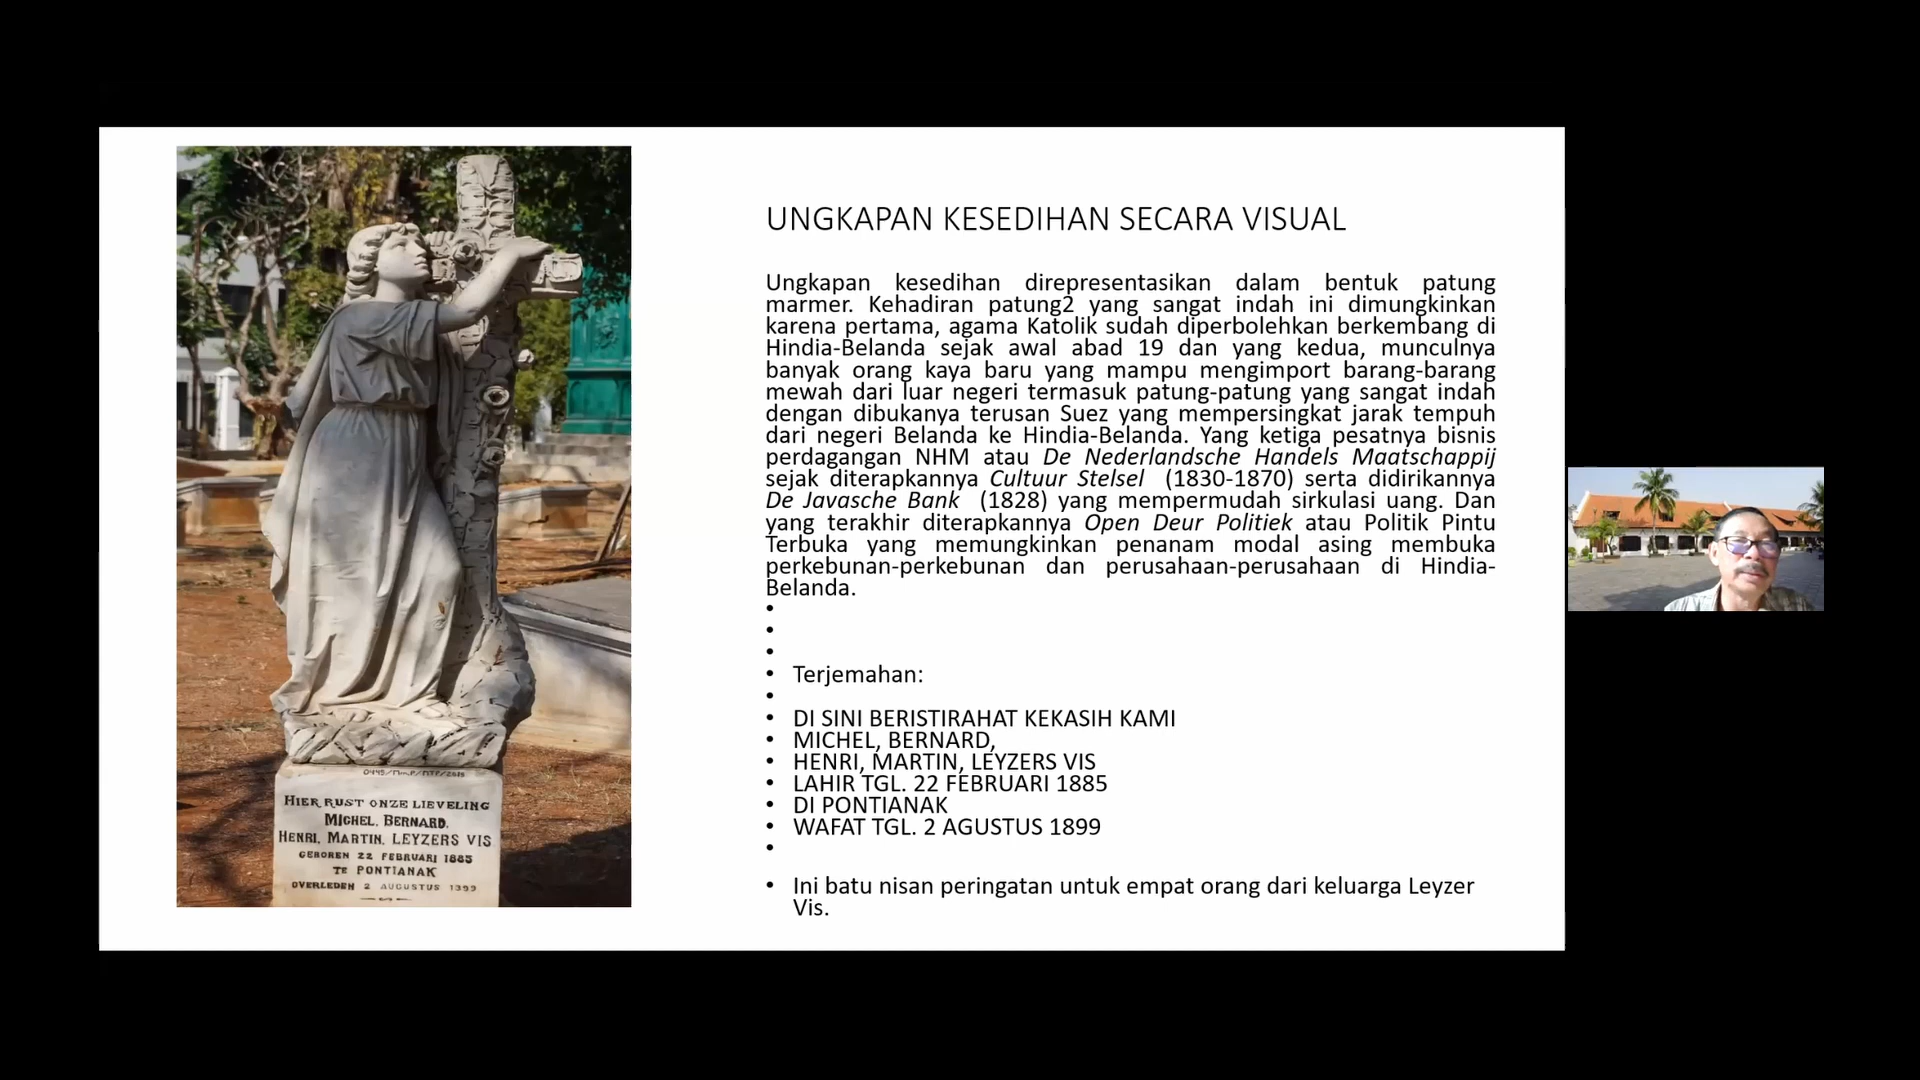 UNGKAPAN KESEDIHAN SECARA VISUAL
Ungkapan kesedihan direpresentasikan dalam bentuk patung
marmer. Kehadiran patung2 yang sangat indah ini dimungkinkan
karena pertama, agama Katolik sudah diperbolehkan berkembang di
Hindia-Belanda sejak awal abad 19 dan yang kedua, munculnya
banyak orang kaya baru yang mampu mengimport barang-barang
mewah dari luar negeri termasuk patung-patung yang sangat indah
dengan dibukanya terusan Suez yang mempersingkat jarak tempuh
dari negeri Belanda ke Hindia-Belanda. Yang ketiga pesatnya bisnis
perdagangan NHM atau De Nederlandsche Handels Maatschappij
sejak diterapkannya Cultuur Stelsel (1830-1870) serta didirikannya
De Javasche Bank (1828) yang mempermudah sirkulasi uang. Dan
yang terakhir diterapkannya Open Deur Politiek atau Politik Pintu
Terbuka yang memungkinkan penanam modal asing membuka
perkebunan-perkebunan dan perusahaan-perusahaan di Hindia-
Belanda.
• Terjemahan:
• DI SINI BERISTIRAHAT KEKASIH KAMI
• MICHEL, BERNARD,
• HENRI, MARTIN, LEYZERS VIS
• LAHIR TGL. 22 FEBRUARI 1885
• DI PONTIANAK
• WAFAT TGL. 2 AGUSTUS 1899
• Ini batu nisan peringatan untuk empat orang dari keluarga Leyzer
Vis.
HIER RUST ONZE LIEVELING
MICHEL, BERNARD,
HENRI, MARTIN, LEYZERS VIS
GEBOREN 22 FEBRUARI 1885
TE PONTIANAK
OVERLEDEN 2 AUGUSTUS 1899